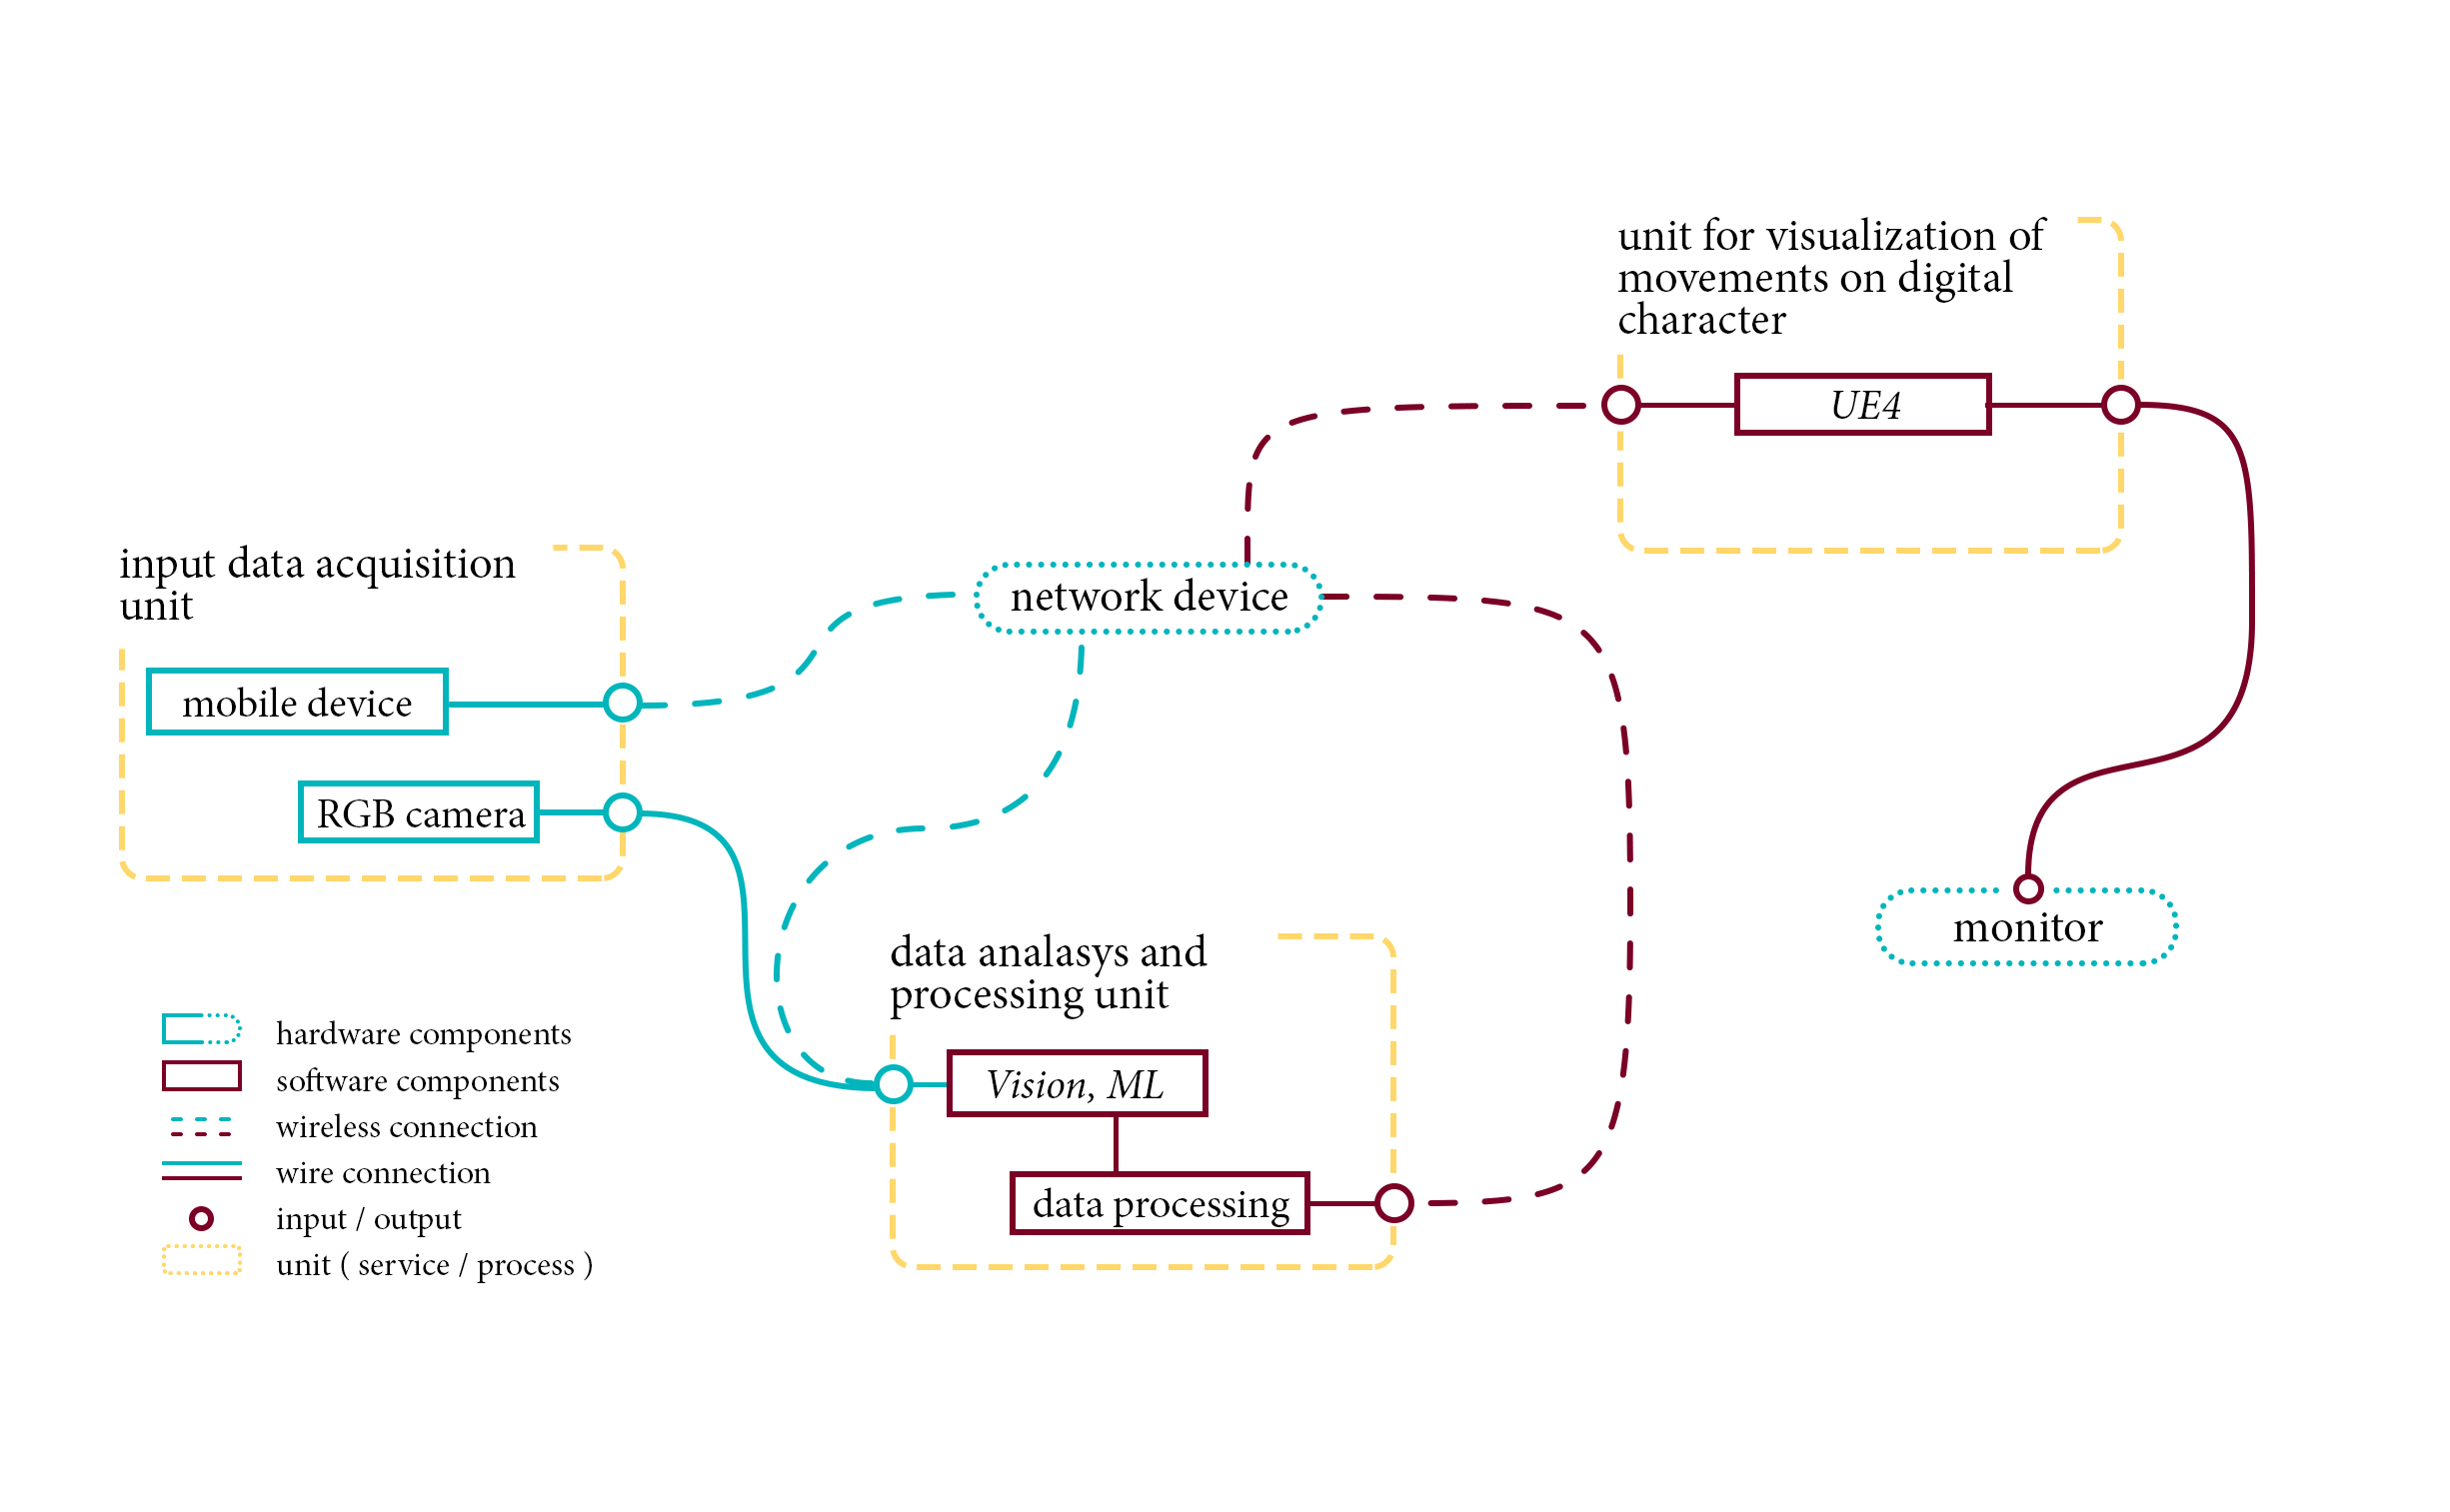 unit for visualization of
movements on digital
character
UE4
input data acquisition
unit
network device
mobile device
RGB camera
monitor
data analasys and
processing unit
Vision, ML
data processing
hardware components
software components
wireless connection
wire connection
input / output
unit ( service / process )